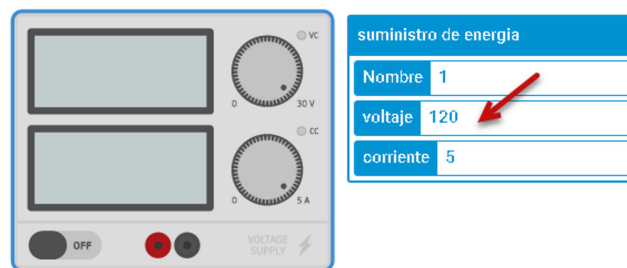 VC
0 30 V
CC
0 5 A
OFF
VOLTAGE
SUPPLY
suministro de energia
Nombre 1
voltaje 120
corriente 5